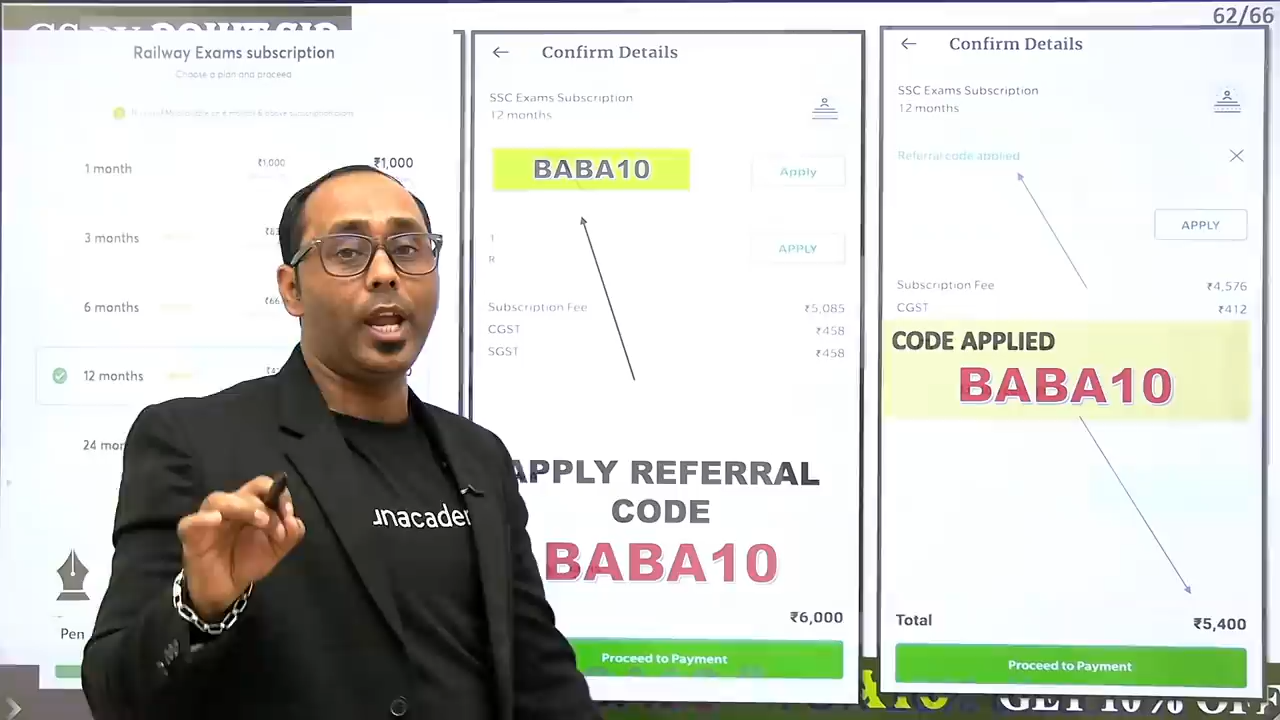 62/66
Railway Exams subscription
Choose a plan and proceed
1 month
₹1,000
₹1,000
3 months
6 months
12 months
24
Pen
Confirm Details
SSC Exams Subscription
12 months
BABA10
Apply
APPLY
Subscription Fee
₹5,085
CGST
₹458
SGST
₹458
APPLY REFERRAL
CODE
BABA10
₹6,000
Proceed to Payment
Confirm Details
SSC Exams Subscription
12 months
Referral code applied
APPLY
Subscription Fee
₹4,576
CGST
₹412
CODE APPLIED
BABA10
Total
₹5,400
Proceed to Payment
GET 10% OFF
unacade